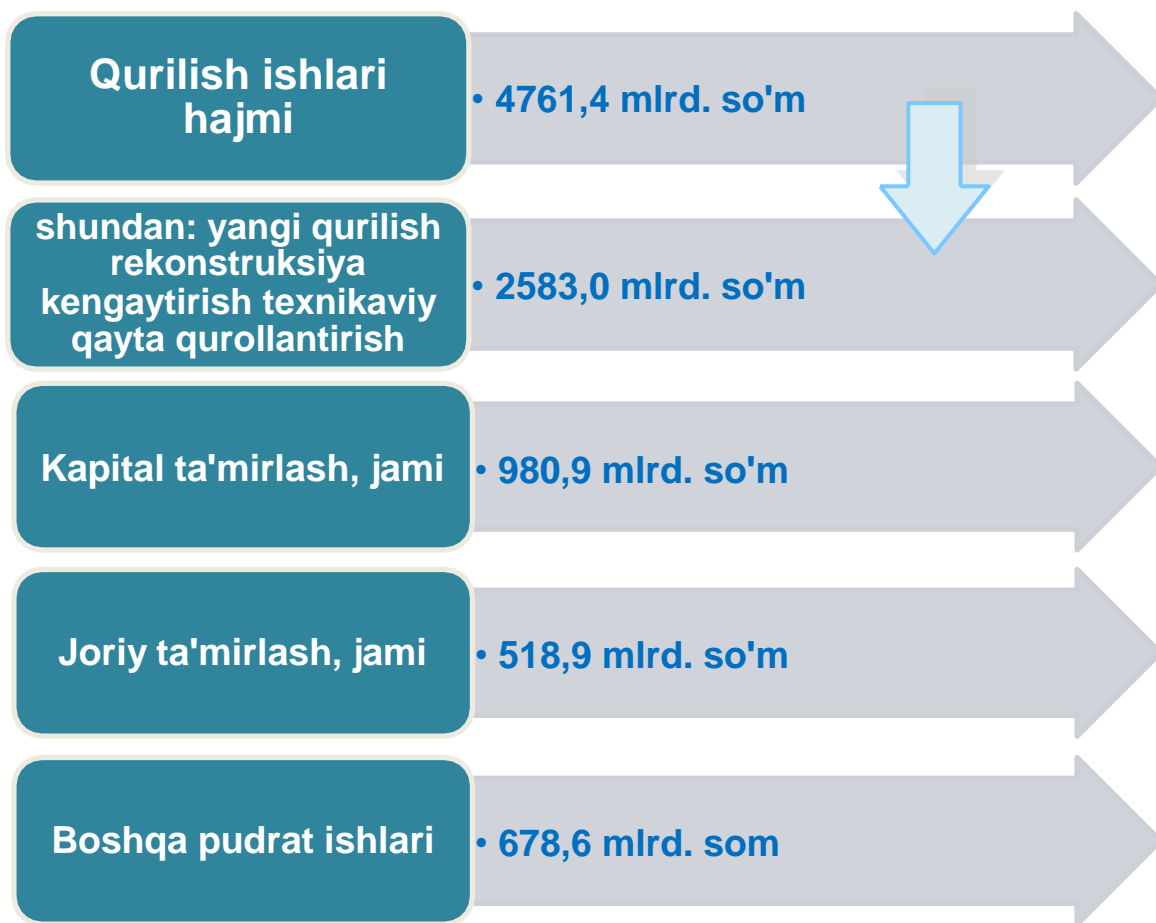 Qurilish ishlari
hajmi
• 4761,4 mlrd. so'm
shundan: yangi qurilish
rekonstruksiya
kengaytirish texnikaviy
qayta qurollantirish
• 2583,0 mlrd. so'm
Kapital ta'mirlash, jami
• 980,9 mlrd. so'm
Joriy ta'mirlash, jami
• 518,9 mlrd. so'm
Boshqa pudrat ishlari
• 678,6 mlrd. som